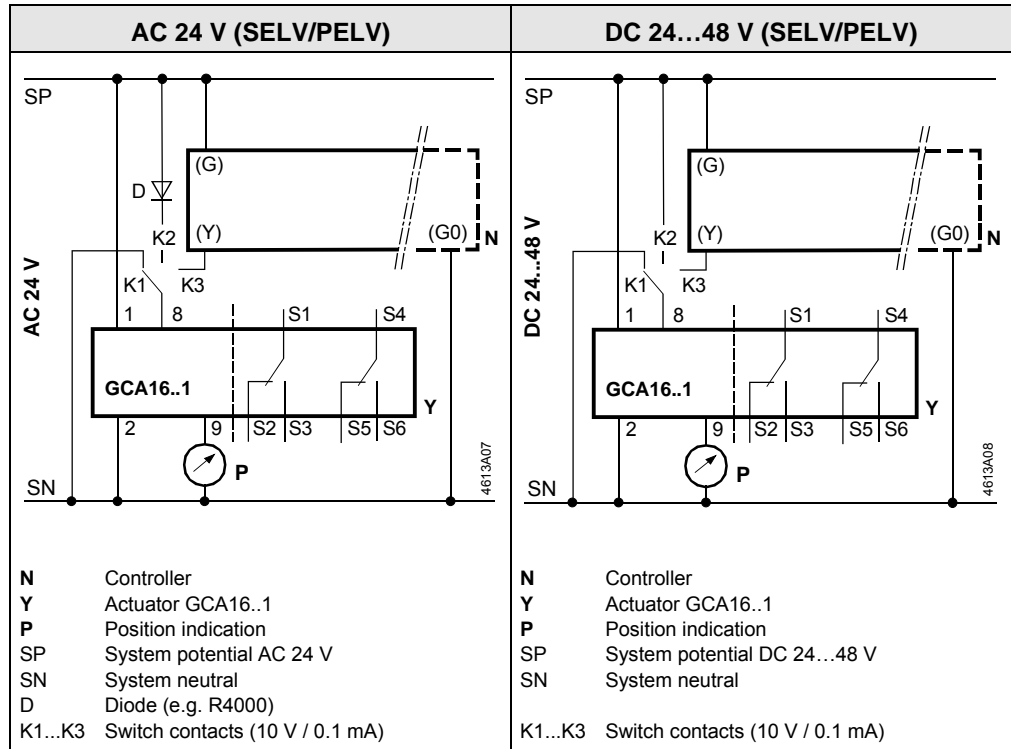 AC 24 V (SELV/PELV)
DC 24…48 V (SELV/PELV)
SP
(G)
D
K2
(Y)
(G0)
N
K1
K3
AC 24 V
1
8
S1
S4
GCA16..1
Y
2
9
S2
S3
S5
S6
P
SN
4613A07
N Controller
Y Actuator GCA16..1
P Position indication
SP System potential AC 24 V
SN System neutral
D Diode (e.g. R4000)
K1...K3 Switch contacts (10 V / 0.1 mA)
SP
(G)
K2
(Y)
(G0)
N
K1
K3
DC 24...48 V
1
8
S1
S4
GCA16..1
Y
2
9
S2
S3
S5
S6
P
SN
4613A08
N Controller
Y Actuator GCA16..1
P Position indication
SP System potential DC 24…48 V
SN System neutral
K1...K3 Switch contacts (10 V / 0.1 mA)